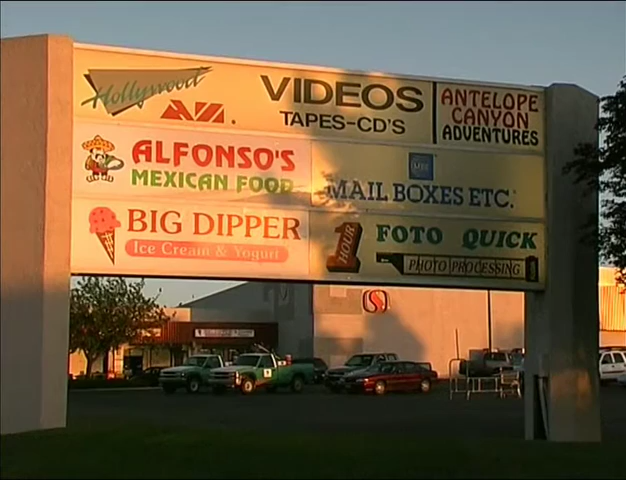 Hollywood
AV.
VIDEOS
TAPES-CD'S
ANTELOPE
CANYON
ADVENTURES
ALFONSO'S
MEXICAN FOOD
MAIL BOXES ETC.
BIG DIPPER
Ice Cream & Yogurt
1 HOUR
FOTO QUICK
PHOTO PROCESSING
S